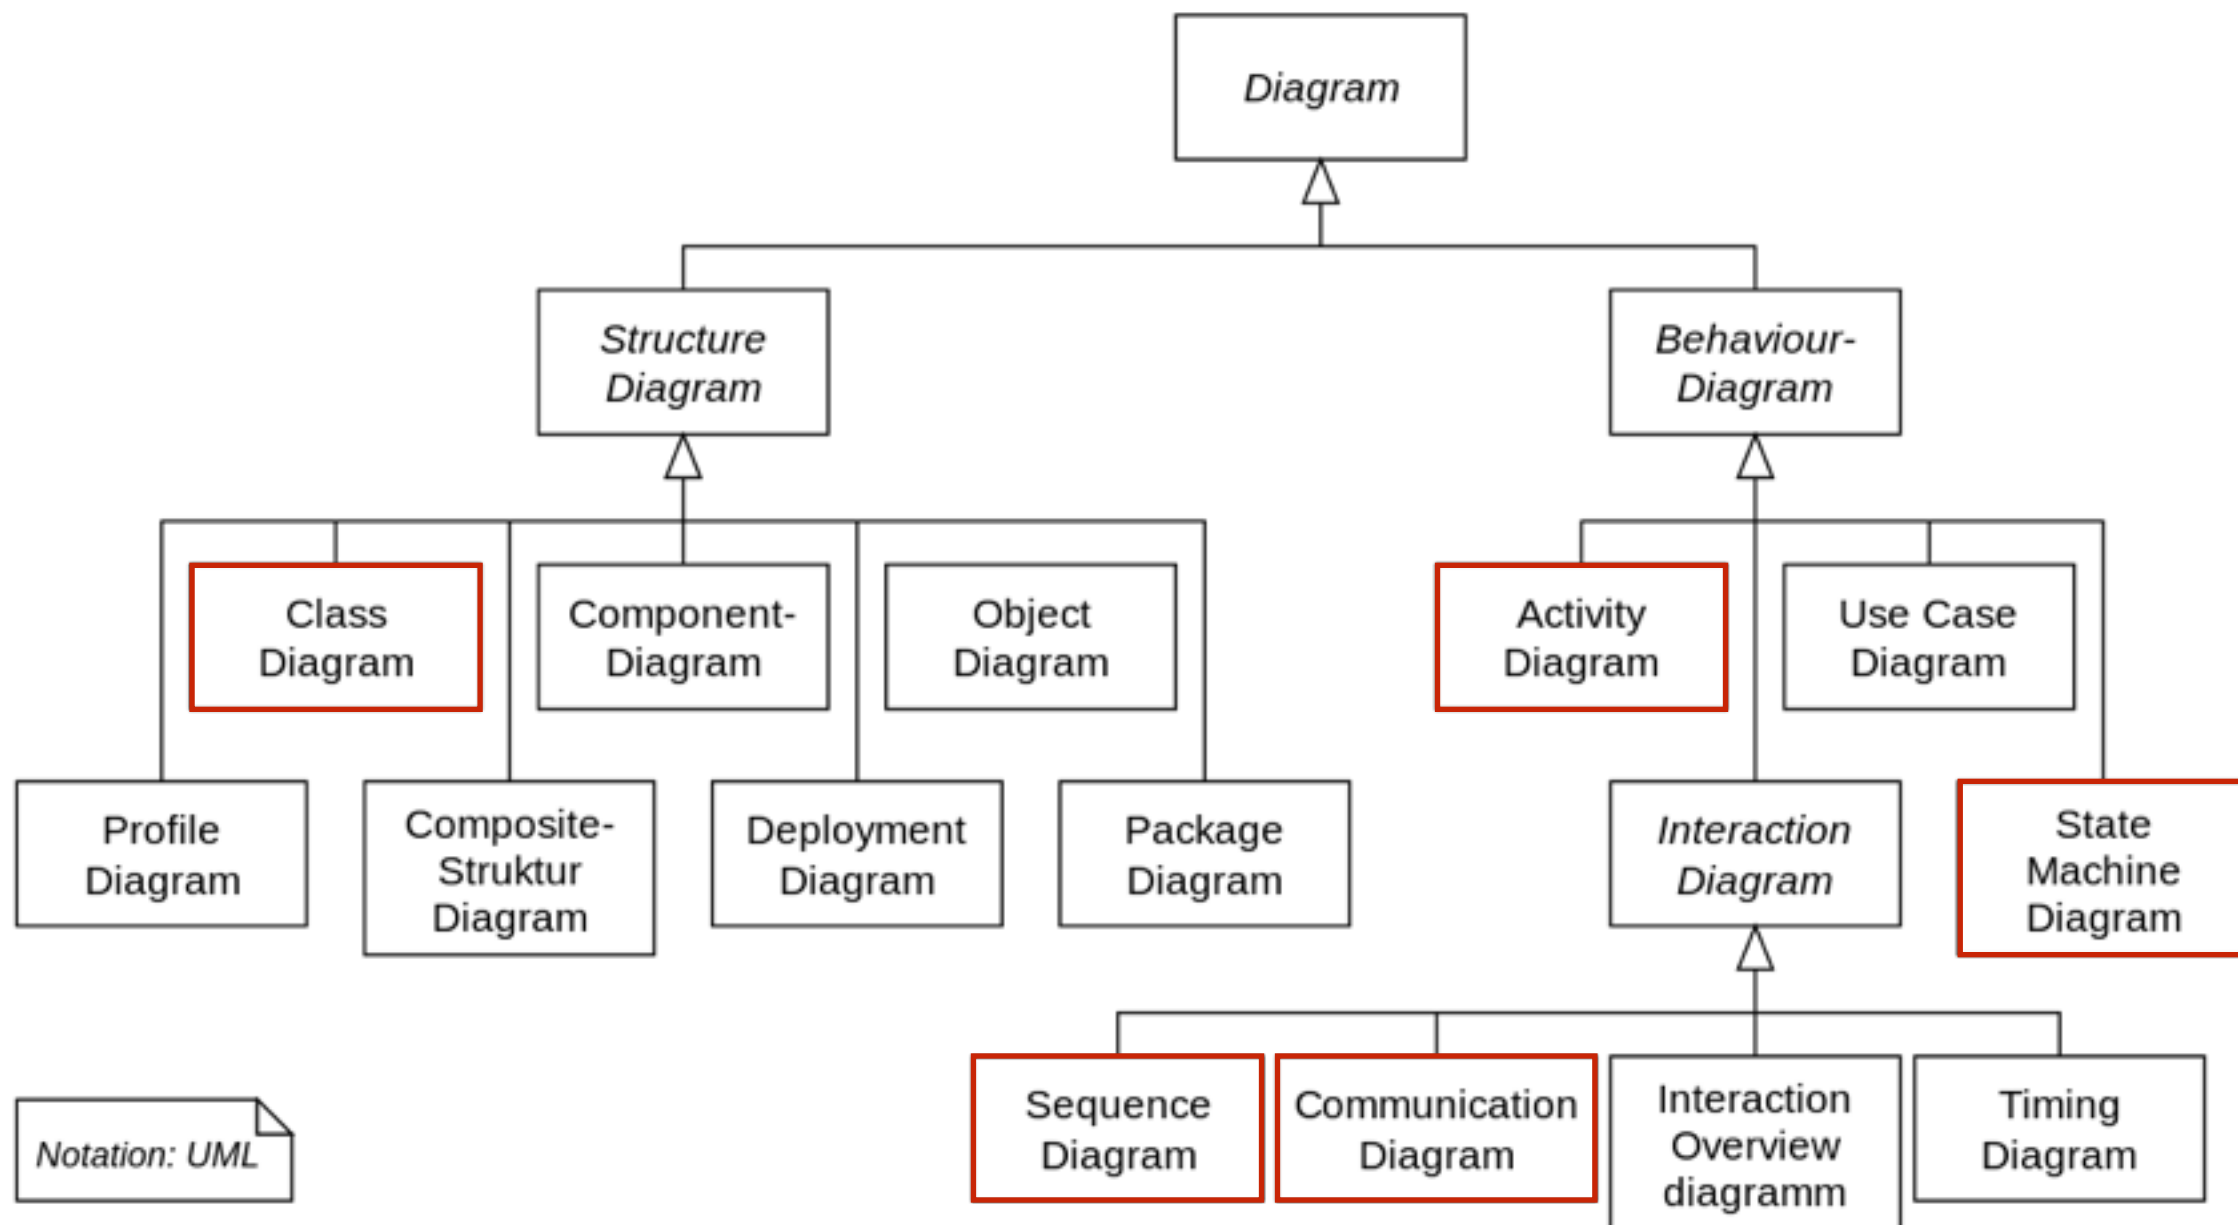 Diagram
Structure
Diagram
Behaviour-
Diagram
Class
Diagram
Component-
Diagram
Object
Diagram
Activity
Diagram
Use Case
Diagram
Profile
Diagram
Composite-
Struktur
Diagram
Deployment
Diagram
Package
Diagram
Interaction
Diagram
State
Machine
Diagram
Sequence
Diagram
Communication
Diagram
Interaction
Overview
diagramm
Timing
Diagram
Notation: UML